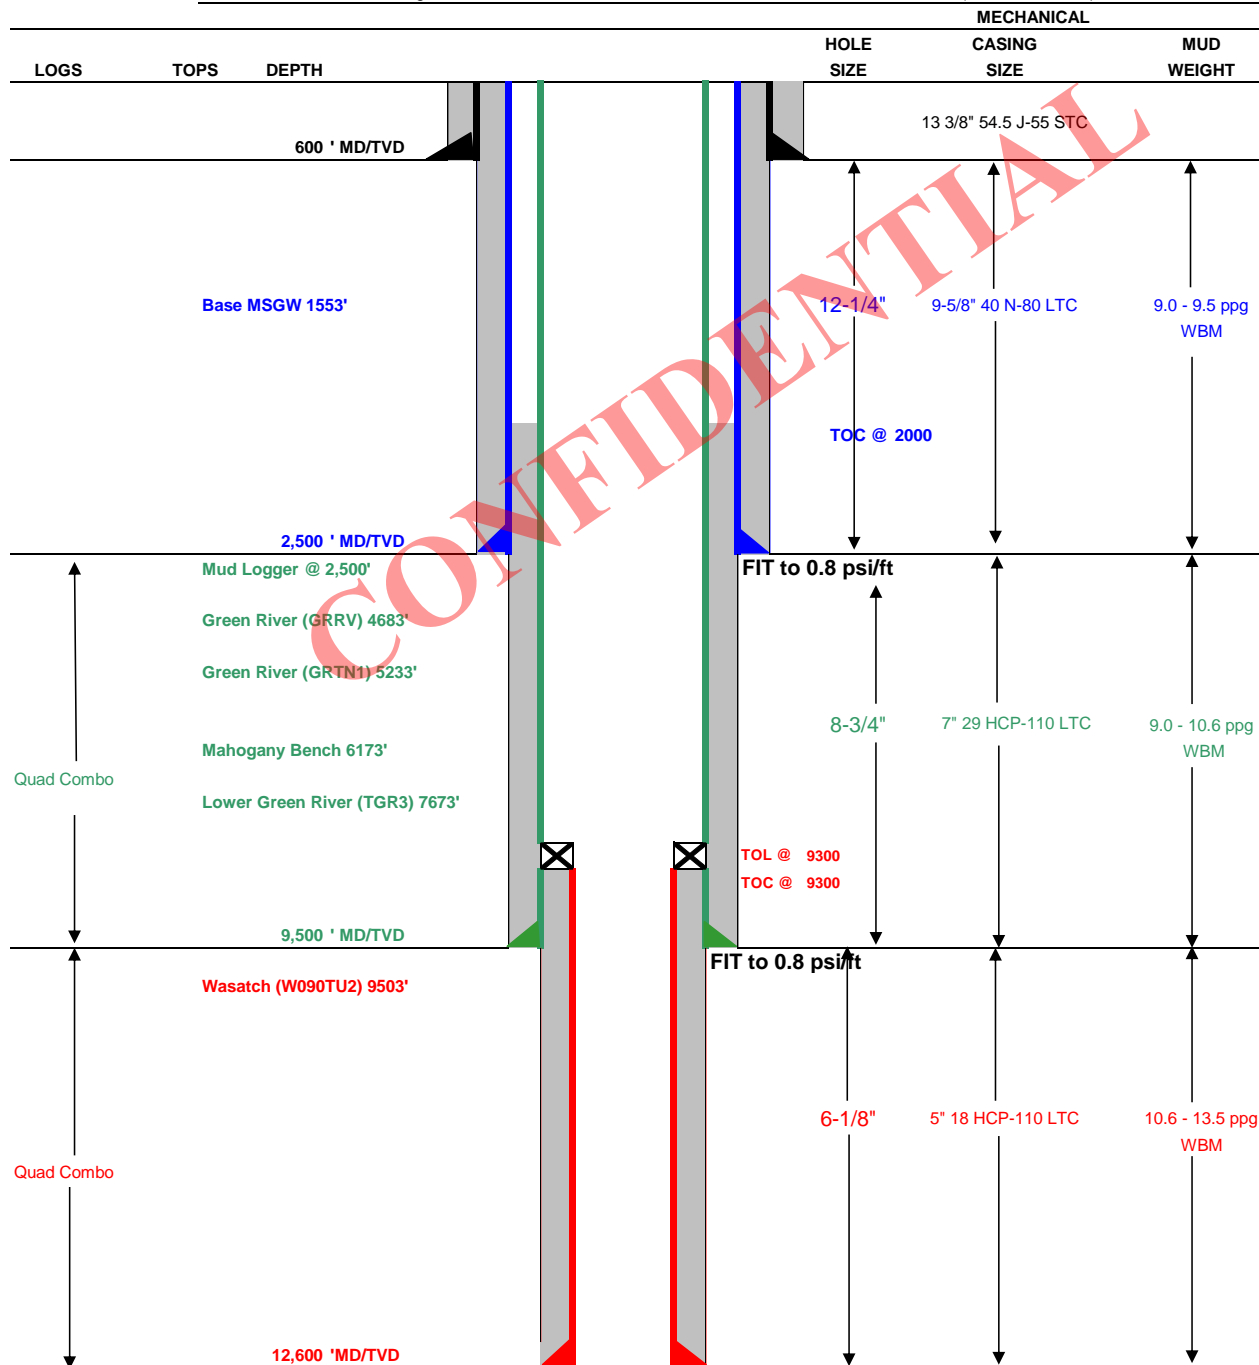 MECHANICAL
HOLE CASING MUD
LOGS TOPS DEPTH SIZE SIZE WEIGHT
13 3/8" 54.5 J-55 STC
600 ' MD/TVD
Base MSGW 1553' 12-1/4" 9-5/8" 40 N-80 LTC 9.0 - 9.5 ppg
WBM
TOC @ 2000
2,500 ' MD/TVD
Mud Logger @ 2,500' FIT to 0.8 psi/ft
Green River (GRRV) 4683'
Green River (GRTN1) 5233'
8-3/4" 7" 29 HCP-110 LTC 9.0 - 10.6 ppg
Mahogany Bench 6173' WBM
Quad Combo
Lower Green River (TGR3) 7673'
TOL @ 9300
TOC @ 9300
9,500 ' MD/TVD
FIT to 0.8 psi/ft
Wasatch (W090TU2) 9503'
6-1/8" 5" 18 HCP-110 LTC 10.6 - 13.5 ppg
WBM
Quad Combo
12,600 'MD/TVD
CONFIDENTIAL